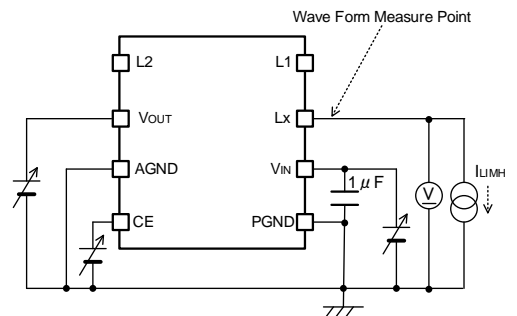 Wave Form Measure Point
L2
L1
VOUT
Lx
AGND
VIN
1μF
ILIMH
V
CE
PGND